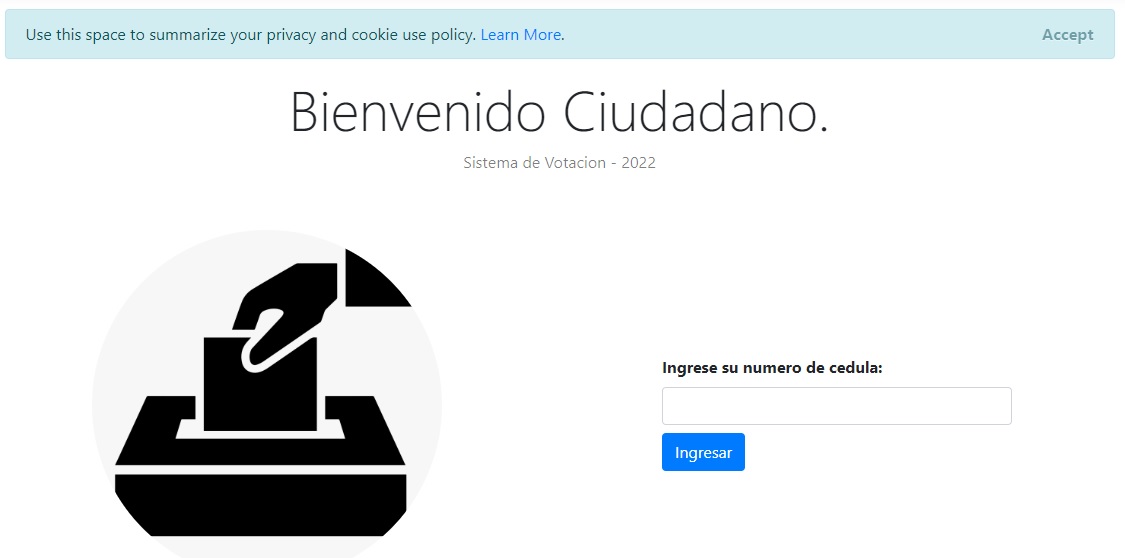 Use this space to summarize your privacy and cookie use policy. Learn More.
Accept
Bienvenido Ciudadano.
Sistema de Votacion - 2022
Ingrese su numero de cedula:
Ingresar